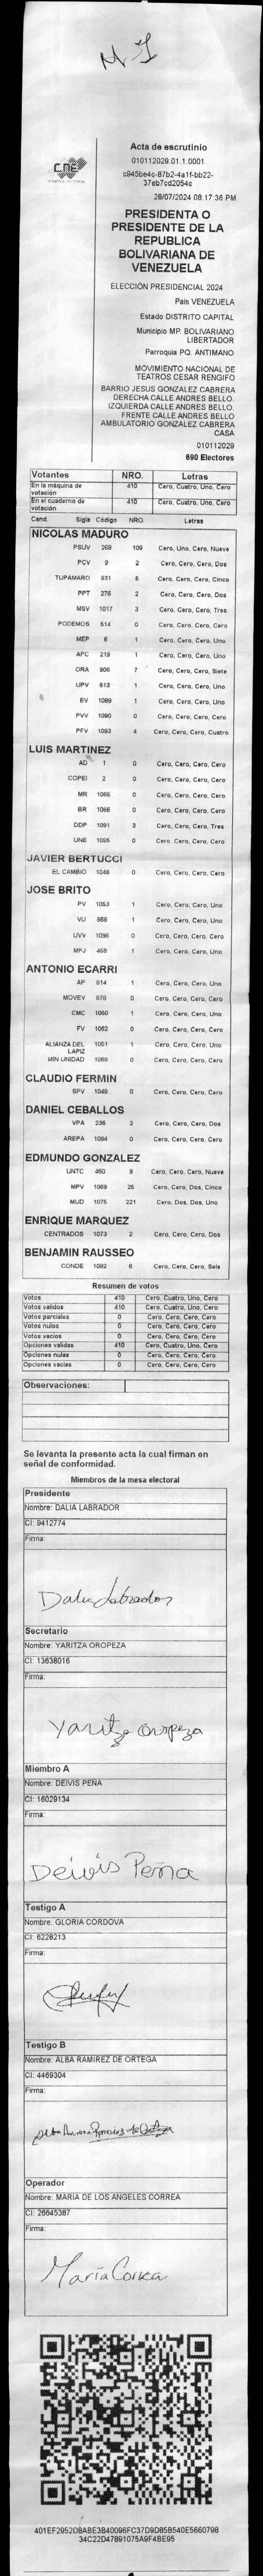 M-1
CNE
Acta de escrutinio
010112029.01.1.0001
c945be4c-87b2-4a1f-bb22-
37eb7cd2054c
28/07/2024 08:17:36 PM
PRESIDENTA O
PRESIDENTE DE LA
REPUBLICA
BOLIVARIANA DE
VENEZUELA
ELECCIÓN PRESIDENCIAL 2024
Pais VENEZUELA
Estado DISTRITO CAPITAL
Municipio MP. BOLIVARIANO
LIBERTADOR
Parroquia PQ. ANTIMANO
MOVIMIENTO NACIONAL DE
TEATROS CESAR RENGIFO
BARRIO JESUS GONZALEZ CABRERA
DERECHA CALLE ANDRES BELLO.
IZQUIERDA CALLE ANDRES BELLO.
FRENTE CALLE ANDRES BELLO
AMBULATORIO GONZALEZ CABRERA
CASA
010112029
690 Electores
Votantes NRO. Letras
En la máquina de votación 410 Cero, Cuatro, Uno, Cero
En el cuaderno de votación 410 Cero, Cuatro, Uno, Cero
Cand. Sigla Código NRO. Letras
NICOLAS MADURO
PSUV 269 109 Cero, Uno, Cero, Nueve
PCV 9 2 Cero, Cero, Cero, Dos
TUPAMARO 931 5 Cero, Cero, Cero, Cinco
PPT 276 2 Cero, Cero, Cero, Dos
MSV 1017 3 Cero, Cero, Cero, Tres
PODEMOS 514 0 Cero, Cero, Cero, Cero
MEP 6 1 Cero, Cero, Cero, Uno
APC 219 1 Cero, Cero, Cero, Uno
ORA 906 7 Cero, Cero, Cero, Siete
UPV 513 1 Cero, Cero, Cero, Uno
EV 1089 1 Cero, Cero, Cero, Uno
PVV 1090 0 Cero, Cero, Cero, Cero
PFV 1093 4 Cero, Cero, Cero, Cuatro
LUIS MARTINEZ
AD 1 0 Cero, Cero, Cero, Cero
COPEI 2 0 Cero, Cero, Cero, Cero
MR 1065 0 Cero, Cero, Cero, Cero
BR 1066 0 Cero, Cero, Cero, Cero
DDP 1091 3 Cero, Cero, Cero, Tres
UNE 1095 0 Cero, Cero, Cero, Cero
JAVIER BERTUCCI
EL CAMBIO 1048 0 Cero, Cero, Cero, Cero
JOSE BRITO
PV 1053 1 Cero, Cero, Cero, Uno
VU 868 1 Cero, Cero, Cero, Uno
UVV 1096 0 Cero, Cero, Cero, Cero
MPJ 459 1 Cero, Cero, Cero, Uno
ANTONIO ECARRI
AP 814 1 Cero, Cero, Cero, Uno
MOVEV 678 0 Cero, Cero, Cero, Cero
CMC 1050 1 Cero, Cero, Cero, Uno
FV 1052 0 Cero, Cero, Cero, Cero
ALIANZA DEL LAPIZ 1051 1 Cero, Cero, Cero, Uno
MIN UNIDAD 1068 0 Cero, Cero, Cero, Cero
CLAUDIO FERMIN
SPV 1049 0 Cero, Cero, Cero, Cero
DANIEL CEBALLOS
VPA 236 2 Cero, Cero, Cero, Dos
AREPA 1094 0 Cero, Cero, Cero, Cero
EDMUNDO GONZALEZ
UNTC 450 9 Cero, Cero, Cero, Nueve
MPV 1069 25 Cero, Cero, Dos, Cinco
MUD 1075 221 Cero, Dos, Dos, Uno
ENRIQUE MARQUEZ
CENTRADOS 1073 2 Cero, Cero, Cero, Dos
BENJAMIN RAUSSEO
CONDE 1092 6 Cero, Cero, Cero, Seis
Resumen de votos
Votos 410 Cero, Cuatro, Uno, Cero
Votos validos 410 Cero, Cuatro, Uno, Cero
Votos parciales 0 Cero, Cero, Cero, Cero
Votos nulos 0 Cero, Cero, Cero, Cero
Votos vacios 0 Cero, Cero, Cero, Cero
Opciones validas 410 Cero, Cuatro, Uno, Cero
Opciones nulas 0 Cero, Cero, Cero, Cero
Opciones vacias 0 Cero, Cero, Cero, Cero
Observaciones:
Se levanta la presente acta la cual firman en
señal de conformidad.
Miembros de la mesa electoral
Presidente
Nombre: DALIA LABRADOR
CI: 9412774
Firma:
Dalia Labrador
Secretario
Nombre: YARITZA OROPEZA
CI: 13638016
Firma:
Yaritza Oropeza
Miembro A
Nombre: DEIVIS PEÑA
CI: 16029134
Firma:
Deivis Peña
Testigo A
Nombre: GLORIA CORDOVA
CI: 6228213
Firma:
Testigo B
Nombre: ALBA RAMIREZ DE ORTEGA
CI: 4469304
Firma:
Operador
Nombre: MARIA DE LOS ANGELES CORREA
CI: 26645387
Firma:
María Correa
401EF2952DBABE3B40096FC37D9D85B540E5660798
34C22D47B91075A9F4BE95